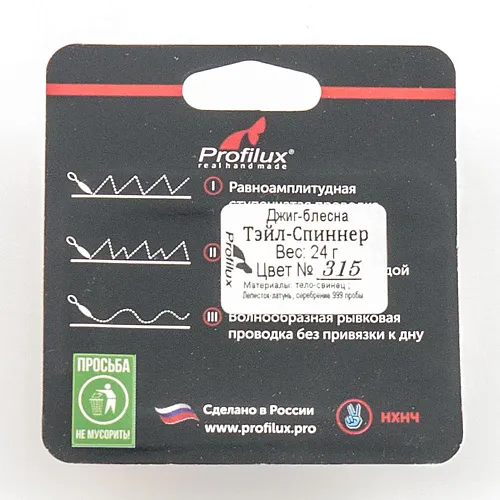 Profilux®
real hand made
I Равноамплитудная
Джиг-блесна
Тэйл-Спиннер
Вес: 24 г
Цвет № 315
Profilux
Материалы: тело-свинец ;
Лепесток-латунь, серебрение 999 пробы
II
III Волнообразная рывковая
проводка без привязки к дну
ПРОСЬБА
НЕ МУСОРИТЬ!
Сделано в России
www.profilux.pro
НХНЧ